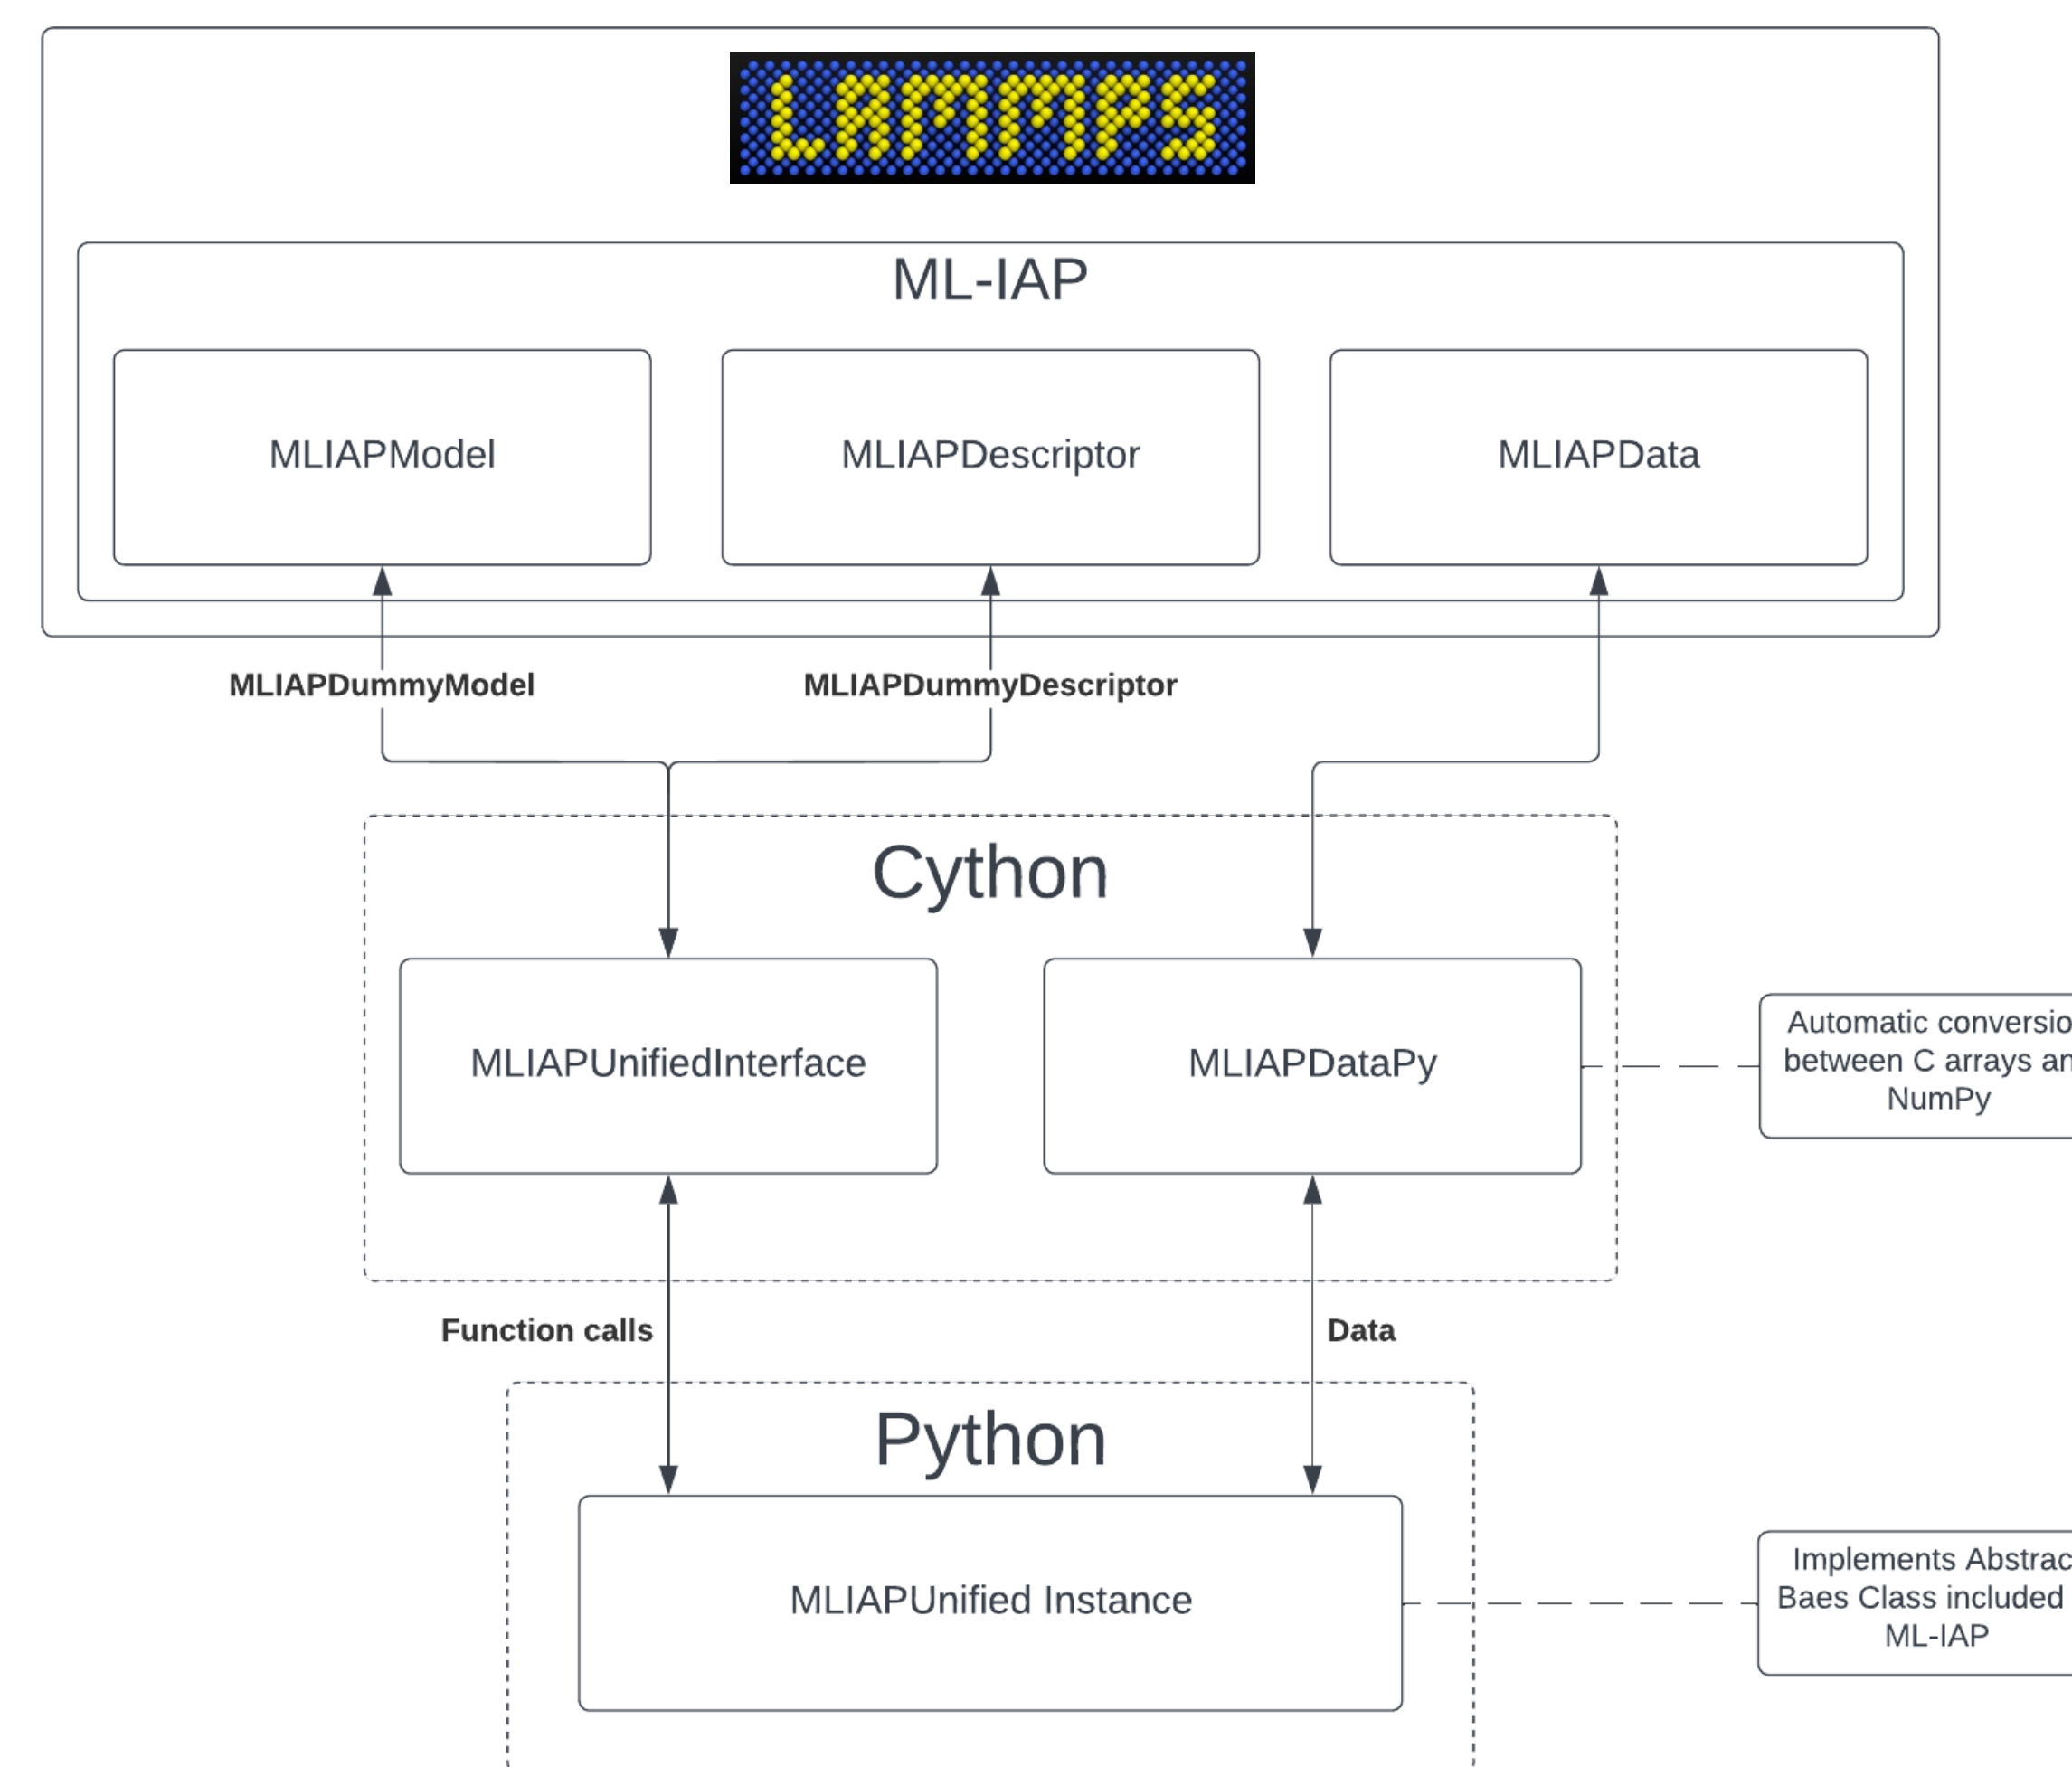 LAMMPS
ML-IAP
MLIAPModel
MLIAPDescriptor
MLIAPData
MLIAPDummyModel
MLIAPDummyDescriptor
Cython
MLIAPUnifiedInterface
MLIAPDataPy
Automatic conversio
between C arrays an
NumPy
Function calls
Data
Python
MLIAPUnified Instance
Implements Abstrac
Baes Class included
ML-IAP